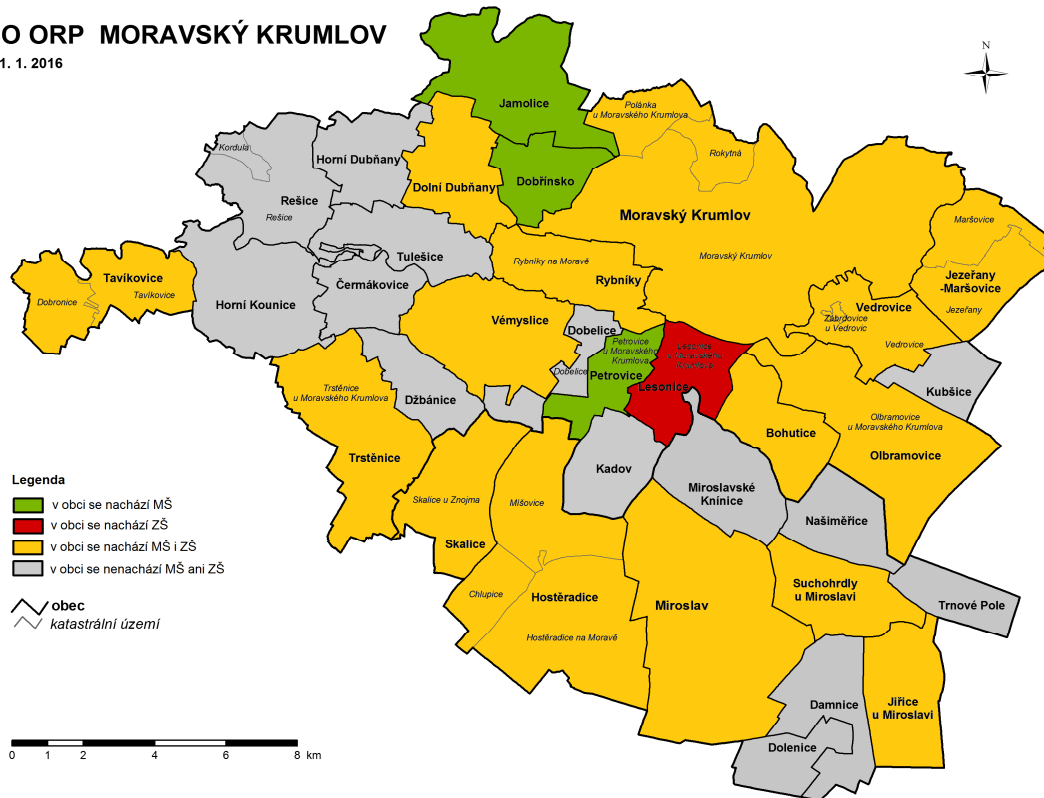 O ORP MORAVSKÝ KRUMLOV
1. 1. 2016
N
Jamolice
Polánka
u Moravského Krumlova
Rokytná
Kordula
Horní Dubňany
Dolní Dubňany
Dobřínsko
Rešice
Rešice
Moravský Krumlov
Moravský Krumlov
Maršovice
Tulešice
Rybníky na Moravě
Rybníky
Jezeřany
-Maršovice
Jezeřany
Tavíkovice
Tavíkovice
Dobronice
Horní Kounice
Čermákovice
Vémyslice
Dobelice
Dobelice
Vedrovice
Zábrdovice
u Vedrovic
Vedrovice
Petrovice
u Moravského
Krumlova
Petrovice
Lesonice
u Moravského
Krumlova
Lesonice
Kubšice
Trstěnice
u Moravského Krumlova
Džbánice
Olbramovice
u Moravského Krumlova
Bohutice
Olbramovice
Trstěnice
Kadov
Miroslavské
Knínice
Skalice u Znojma
Míšovice
Našiměřice
Skalice
Legenda
v obci se nachází MŠ
v obci se nachází ZŠ
v obci se nachází MŠ i ZŠ
v obci se nenachází MŠ ani ZŠ
obec
katastrální území
Chlupice
Hostěradice
Miroslav
Suchohrdly
u Miroslavi
Trnové Pole
Hostěradice na Moravě
Damnice
Jiřice
u Miroslavi
Dolenice
0 1 2 4 6 8 km